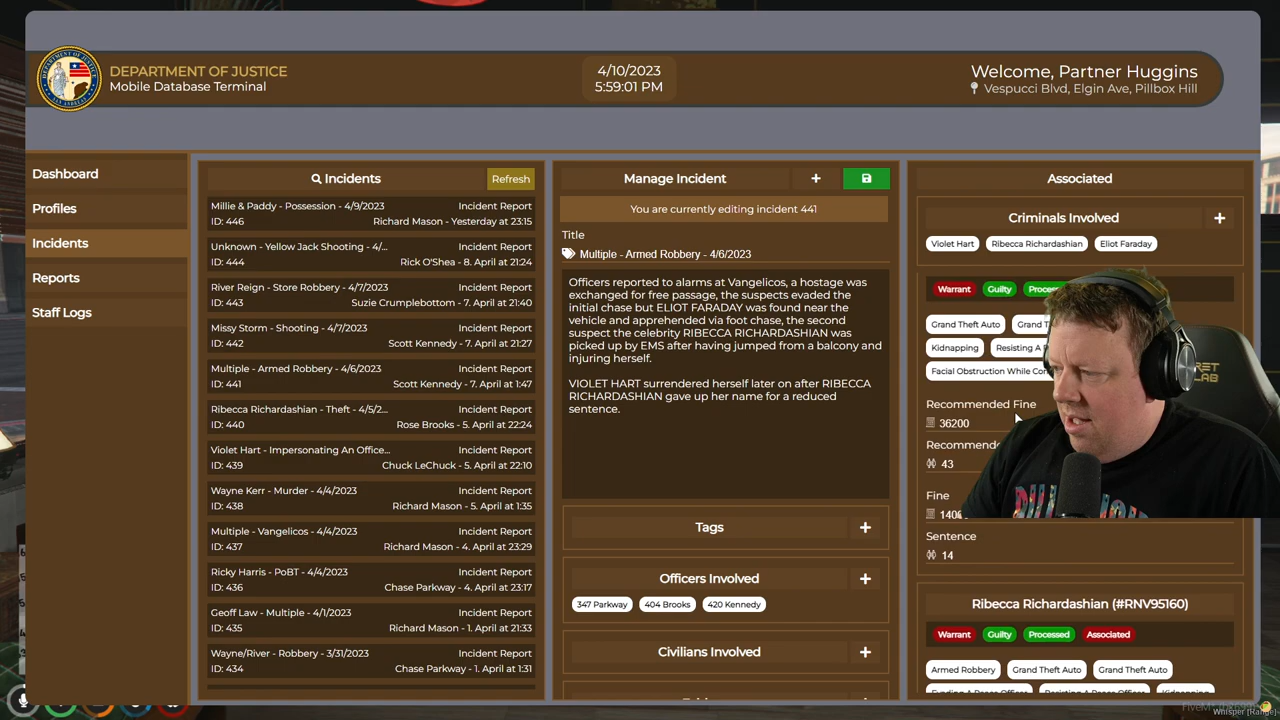 DEPARTMENT OF JUSTICE
Mobile Database Terminal
4/10/2023
5:59:01 PM
Welcome, Partner Huggins
Vespucci Blvd, Elgin Ave, Pillbox Hill
Dashboard
Profiles
Incidents
Reports
Staff Logs
Incidents
Refresh
Millie & Paddy - Possession - 4/9/2023 Incident Report
ID: 446 Richard Mason - Yesterday at 23:15
Unknown - Yellow Jack Shooting - 4/... Incident Report
ID: 444 Rick O'Shea - 8. April at 21:24
River Reign - Store Robbery - 4/7/2023 Incident Report
ID: 443 Suzie Crumplebottom - 7. April at 21:40
Missy Storm - Shooting - 4/7/2023 Incident Report
ID: 442 Scott Kennedy - 7. April at 21:27
Multiple - Armed Robbery - 4/6/2023 Incident Report
ID: 441 Scott Kennedy - 7. April at 1:47
Ribecca Richardashian - Theft - 4/5/2... Incident Report
ID: 440 Rose Brooks - 5. April at 22:24
Violet Hart - Impersonating An Office... Incident Report
ID: 439 Chuck LeChuck - 5. April at 22:10
Wayne Kerr - Murder - 4/4/2023 Incident Report
ID: 438 Richard Mason - 5. April at 1:35
Multiple - Vangelicos - 4/4/2023 Incident Report
ID: 437 Richard Mason - 4. April at 23:29
Ricky Harris - PoBT - 4/4/2023 Incident Report
ID: 436 Chase Parkway - 4. April at 23:17
Geoff Law - Multiple - 4/1/2023 Incident Report
ID: 435 Richard Mason - 1. April at 21:33
Wayne/River - Robbery - 3/31/2023 Incident Report
ID: 434 Chase Parkway - 1. April at 1:31
Manage Incident
You are currently editing incident 441
Title
Multiple - Armed Robbery - 4/6/2023
Officers reported to alarms at Vangelicos, a hostage was
exchanged for free passage, the suspects evaded the
initial chase but ELIOT FARADAY was found near the
vehicle and apprehended via foot chase, the second
suspect the celebrity RIBECCA RICHARDASHIAN was
picked up by EMS after having jumped from a balcony and
injuring herself.
VIOLET HART surrendered herself later on after RIBECCA
RICHARDASHIAN gave up her name for a reduced
sentence.
Tags
Officers Involved
347 Parkway 404 Brooks 420 Kennedy
Civilians Involved
Associated
Criminals Involved
Violet Hart Ribecca Richardashian Eliot Faraday
Warrant Guilty Process
Grand Theft Auto Grand T
Kidnapping Resisting A P
Facial Obstruction While Com
Recommended Fine
36200
Recommende
43
Fine
1406
Sentence
14
Ribecca Richardashian (#RNV95160)
Warrant Guilty Processed Associated
Armed Robbery Grand Theft Auto Grand Theft Auto
Resisting A Peace Officer Kidnapping
Whisper [Range]